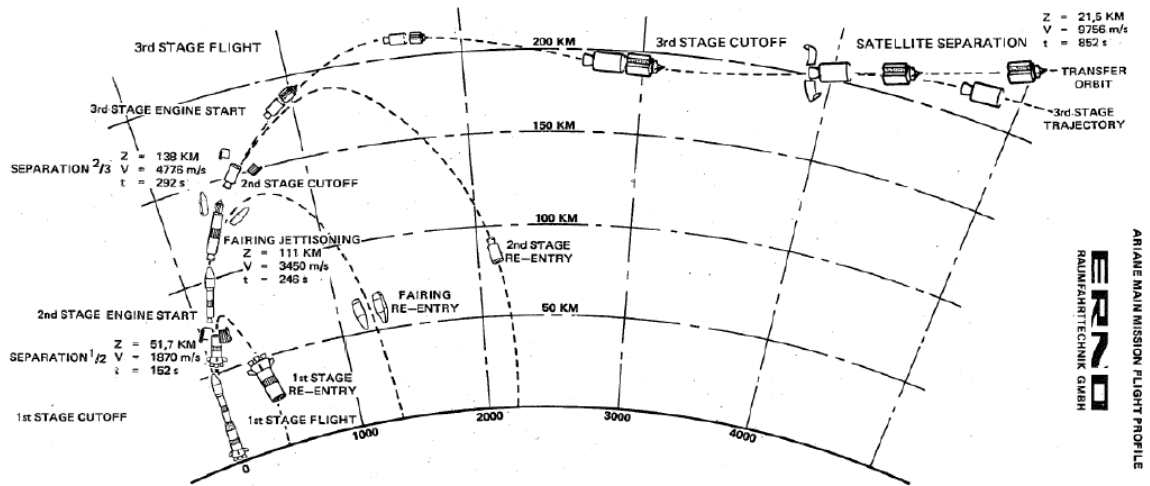 3rd STAGE FLIGHT
200 KM
3rd STAGE CUTOFF
SATELLITE SEPARATION
Z = 21,5 KM
V = 9756 m/s
t = 852 s
TRANSFER
ORBIT
3rd-STAGE
TRAJECTORY
3rd-STAGE ENGINE START
150 KM
SEPARATION 2/3
Z = 138 KM
V = 4776 m/s
t = 292 s
2nd STAGE CUTOFF
100 KM
FAIRING JETTISONING
Z = 111 KM
V = 3450 m/s
t = 246 s
2nd STAGE
RE-ENTRY
FAIRING
RE-ENTRY
50 KM
2nd STAGE ENGINE START
SEPARATION 1/2
Z = 51,7 KM
V = 1870 m/s
t = 152 s
1st STAGE
RE-ENTRY
1st STAGE CUTOFF
1st STAGE FLIGHT
0
1000
2000
3000
4000
ERNO
RAUMFAHRTTECHNIK GMBH
ARIANE MAIN MISSION FLIGHT PROFILE